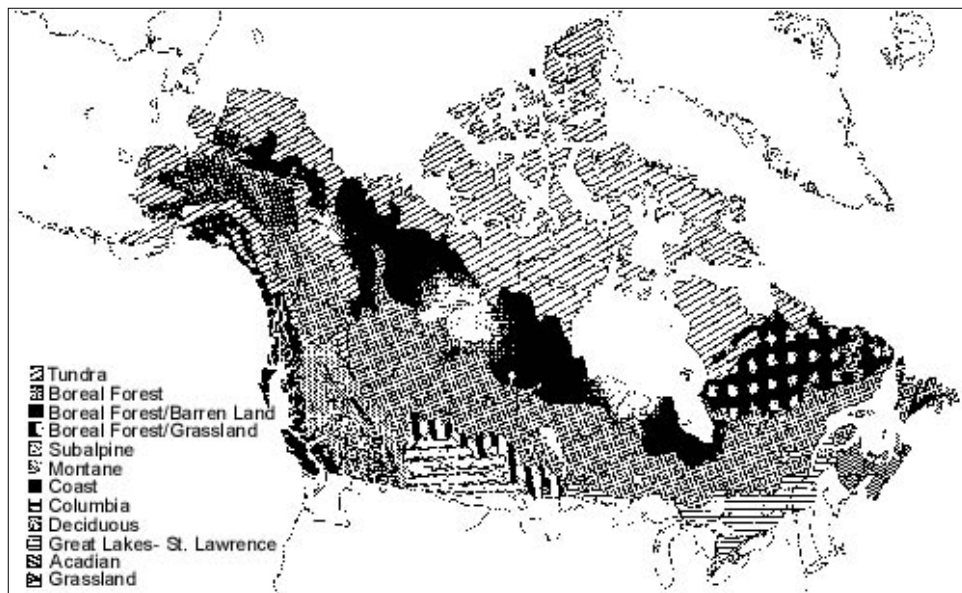 Tundra
Boreal Forest
Boreal Forest/Barren Land
Boreal Forest/Grassland
Subalpine
Montane
Coast
Columbia
Deciduous
Great Lakes- St. Lawrence
Acadian
Grassland